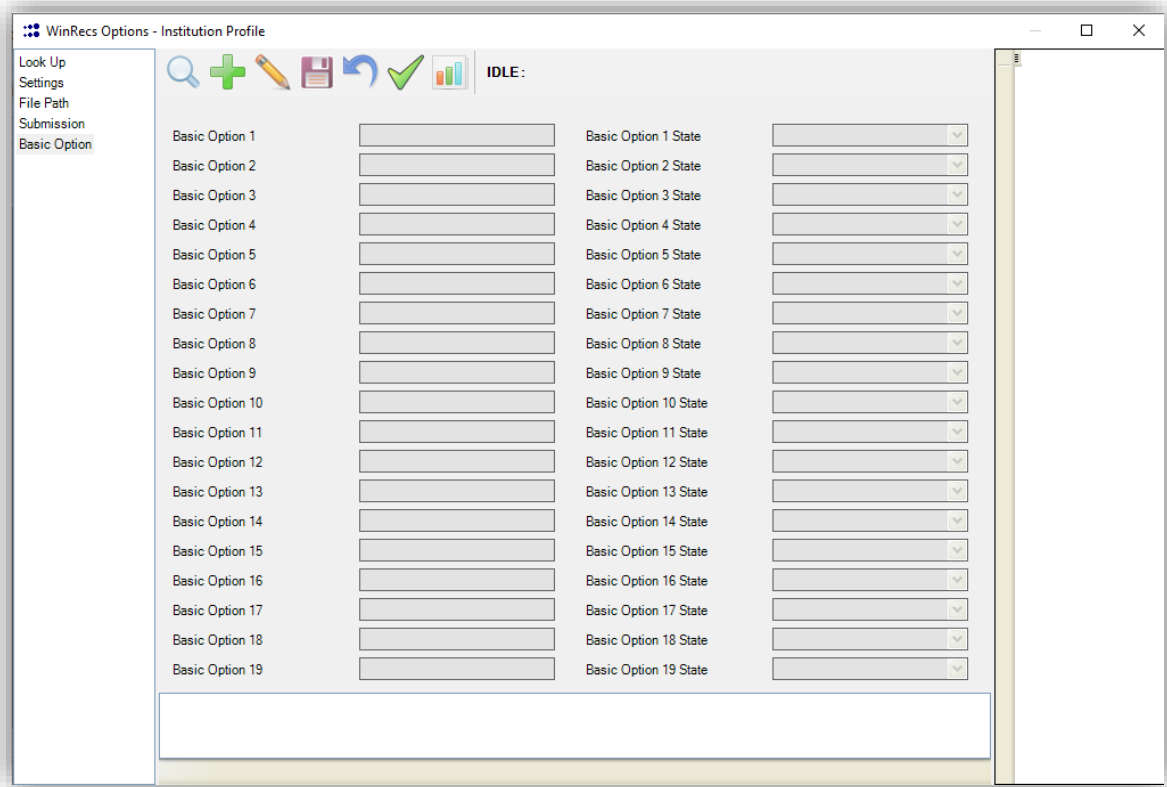 WinRecs Options - Institution Profile
Look Up
Settings
File Path
Submission
Basic Option
IDLE:
Basic Option 1 Basic Option 1 State
Basic Option 2 Basic Option 2 State
Basic Option 3 Basic Option 3 State
Basic Option 4 Basic Option 4 State
Basic Option 5 Basic Option 5 State
Basic Option 6 Basic Option 6 State
Basic Option 7 Basic Option 7 State
Basic Option 8 Basic Option 8 State
Basic Option 9 Basic Option 9 State
Basic Option 10 Basic Option 10 State
Basic Option 11 Basic Option 11 State
Basic Option 12 Basic Option 12 State
Basic Option 13 Basic Option 13 State
Basic Option 14 Basic Option 14 State
Basic Option 15 Basic Option 15 State
Basic Option 16 Basic Option 16 State
Basic Option 17 Basic Option 17 State
Basic Option 18 Basic Option 18 State
Basic Option 19 Basic Option 19 State